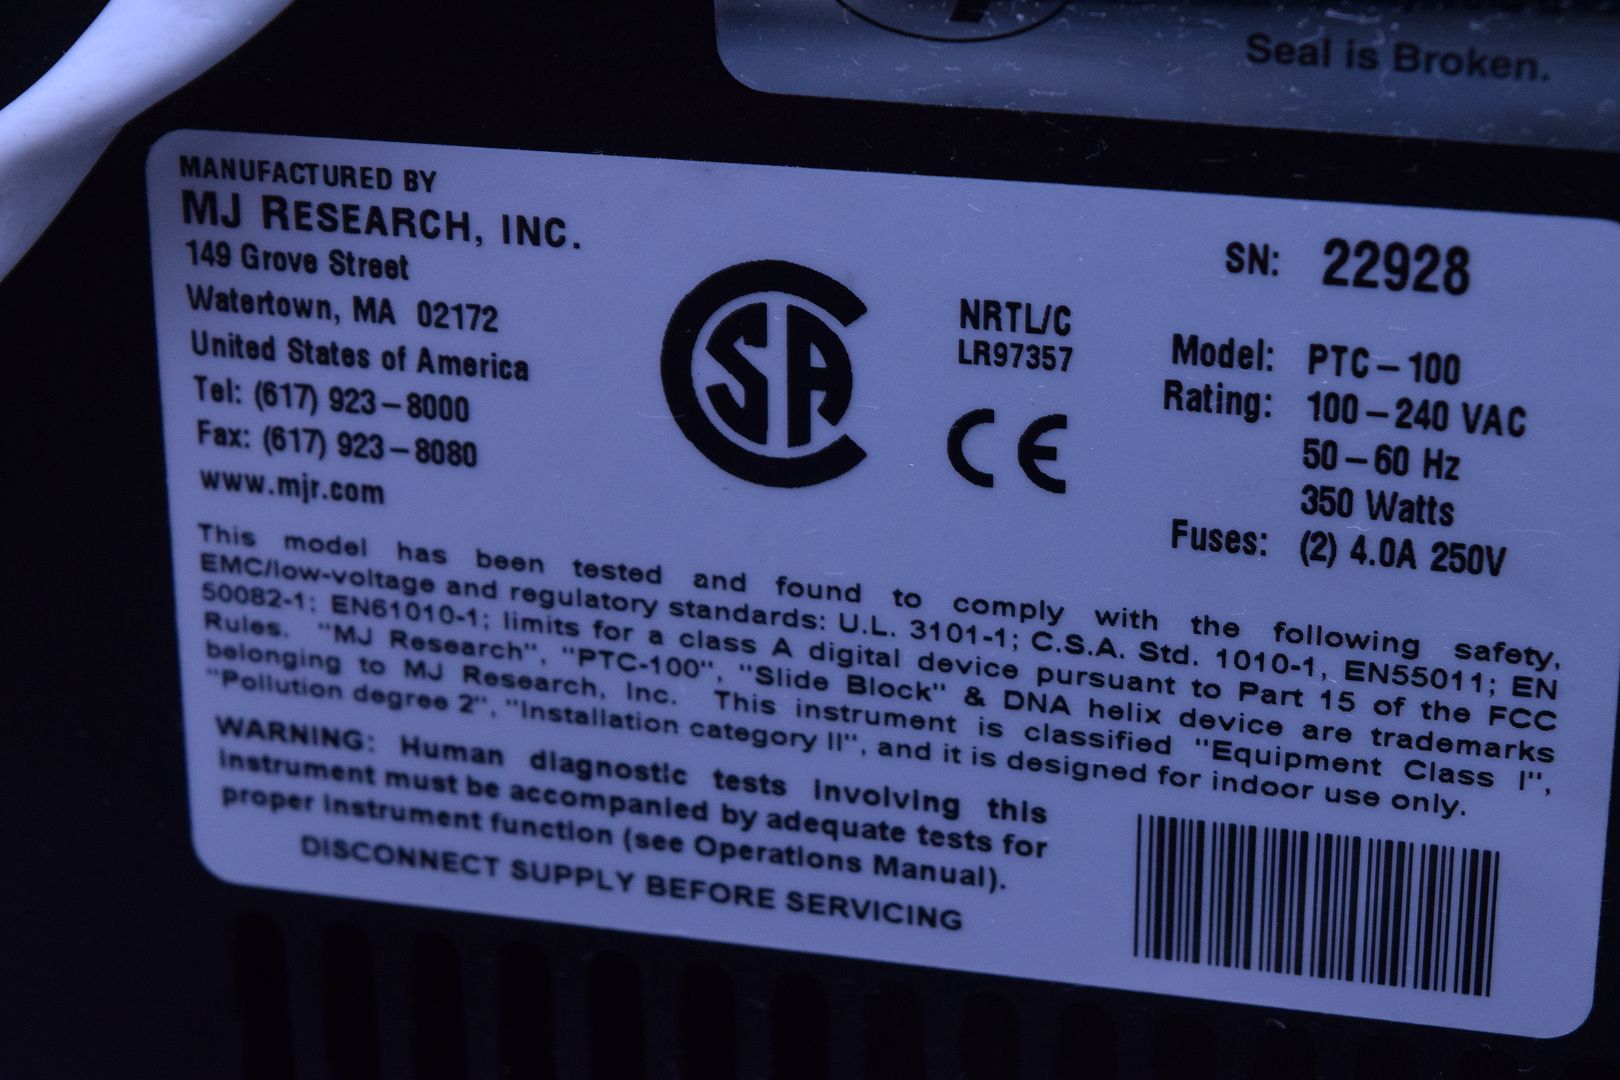 Seal is Broken.
MANUFACTURED BY
MJ RESEARCH, INC.
149 Grove Street
Watertown, MA 02172
United States of America
Tel: (617) 923-8000
Fax: (617) 923-8080
www.mjr.com
CSA
NRTL/C
LR97357
CE
SN: 22928
Model: PTC-100
Rating: 100-240 VAC
50-60 Hz
350 Watts
Fuses: (2) 4.0A 250V
This model has been tested and found to comply with the following safety,
EMC/low-voltage and regulatory standards: U.L. 3101-1; C.S.A. Std. 1010-1, EN55011; EN
50082-1; EN61010-1; limits for a class A digital device pursuant to Part 15 of the FCC
Rules. "MJ Research", "PTC-100", "Slide Block" & DNA helix device are trademarks
belonging to MJ Research, Inc. This instrument is classified "Equipment Class I",
"Pollution degree 2", "Installation category II", and it is designed for indoor use only.
WARNING: Human diagnostic tests involving this
instrument must be accompanied by adequate tests for
proper instrument function (see Operations Manual).
DISCONNECT SUPPLY BEFORE SERVICING